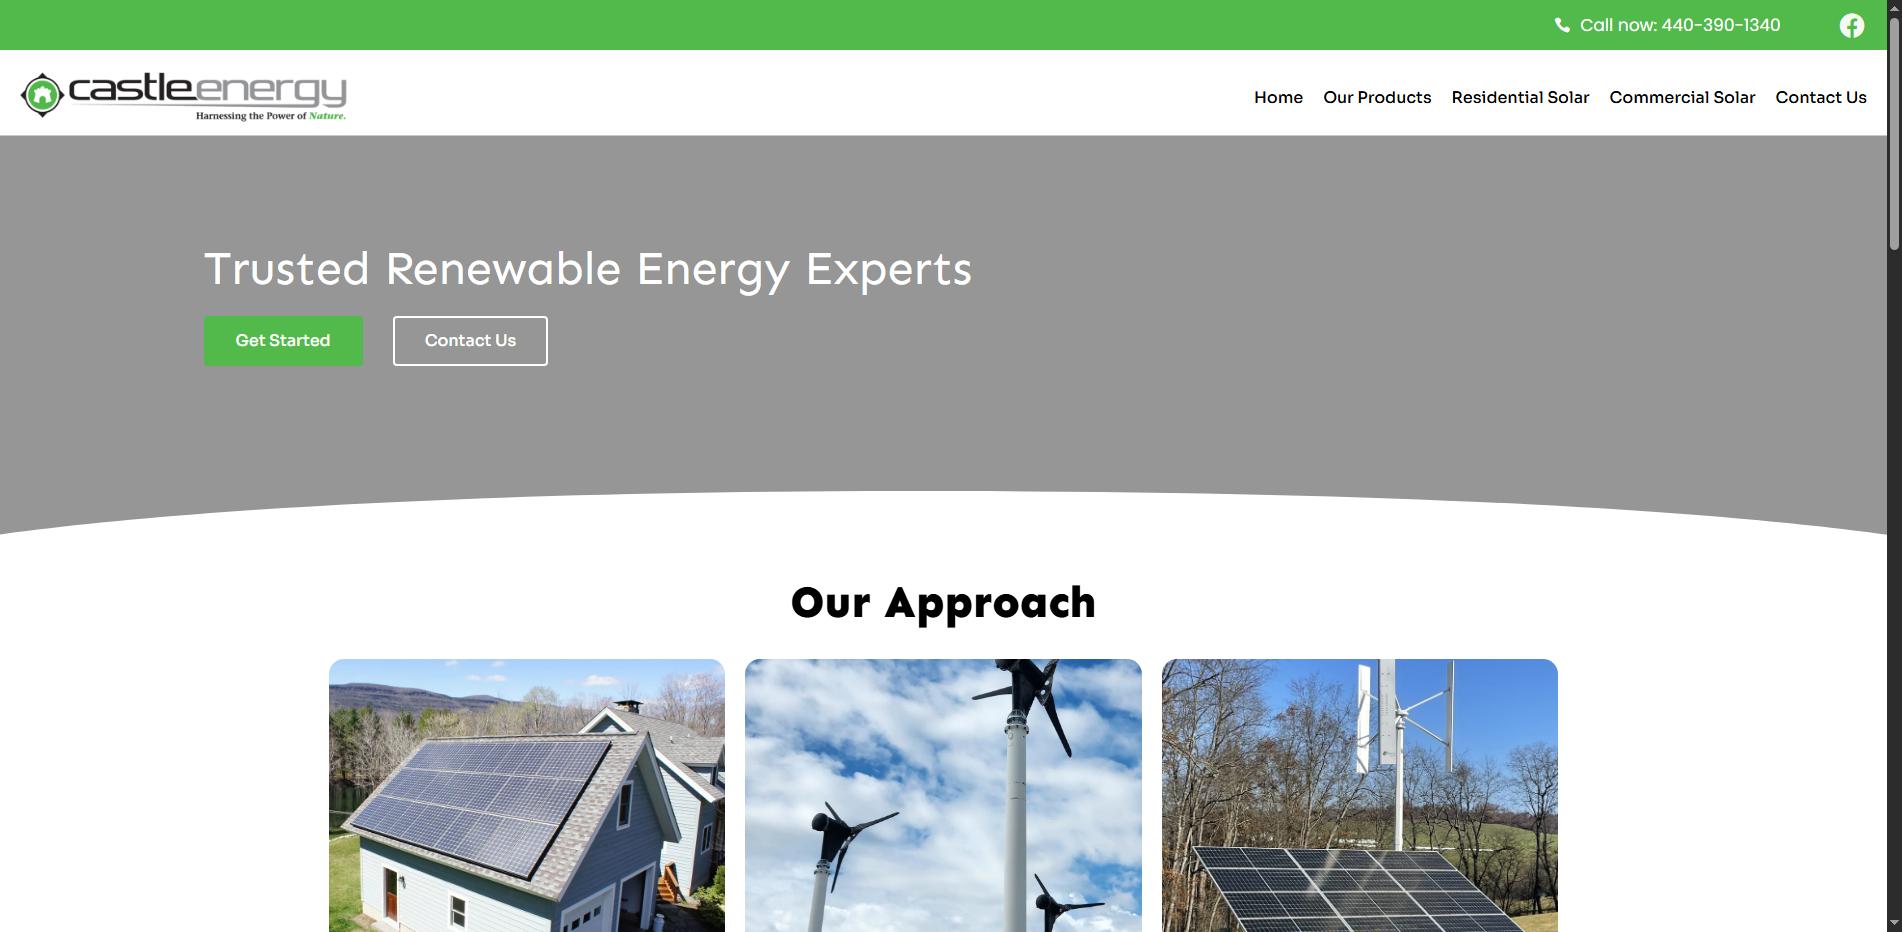 Call now: 440-390-1340
castleenergy
Harnessing the Power of Nature.
Home Our Products Residential Solar Commercial Solar Contact Us
Trusted Renewable Energy Experts
Get Started Contact Us
Our Approach